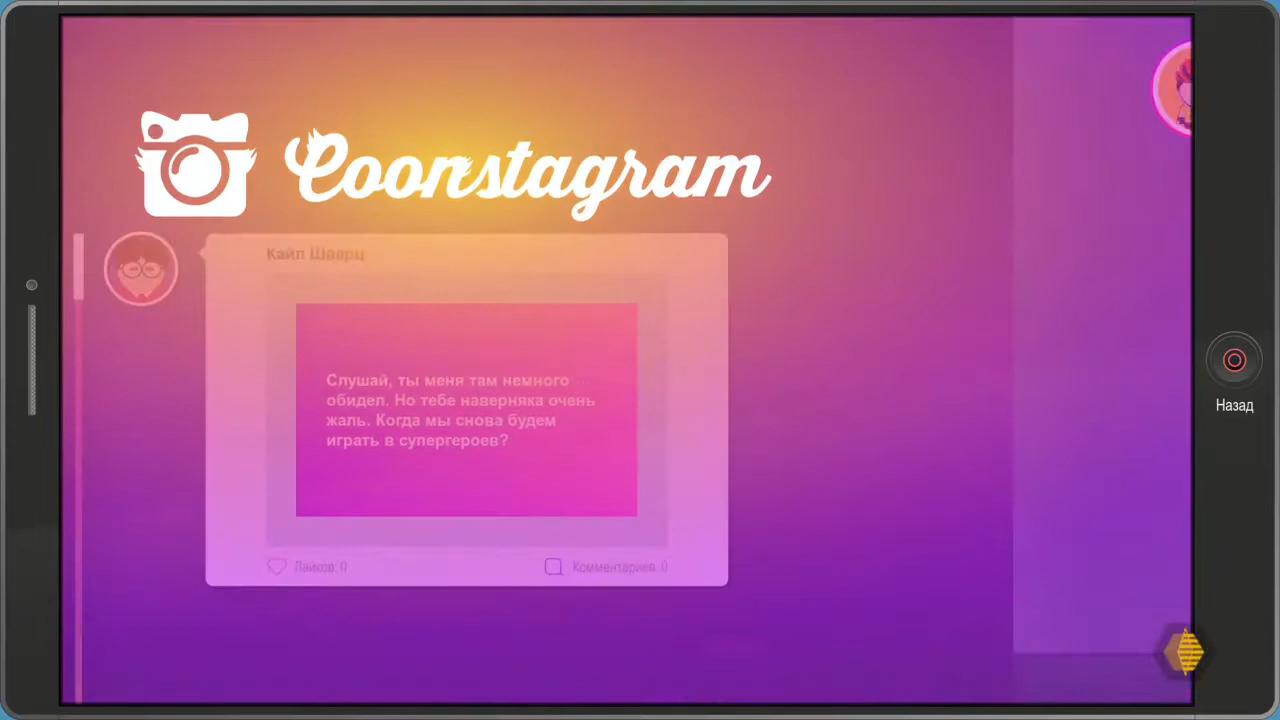 Coonstagram
Кайл Шварц
Слушай, ты меня там немного
обидел. Но тебе наверняка очень
жаль. Когда мы снова будем
играть в супергероев?
Лайков: 0
Комментариев: 0
Назад